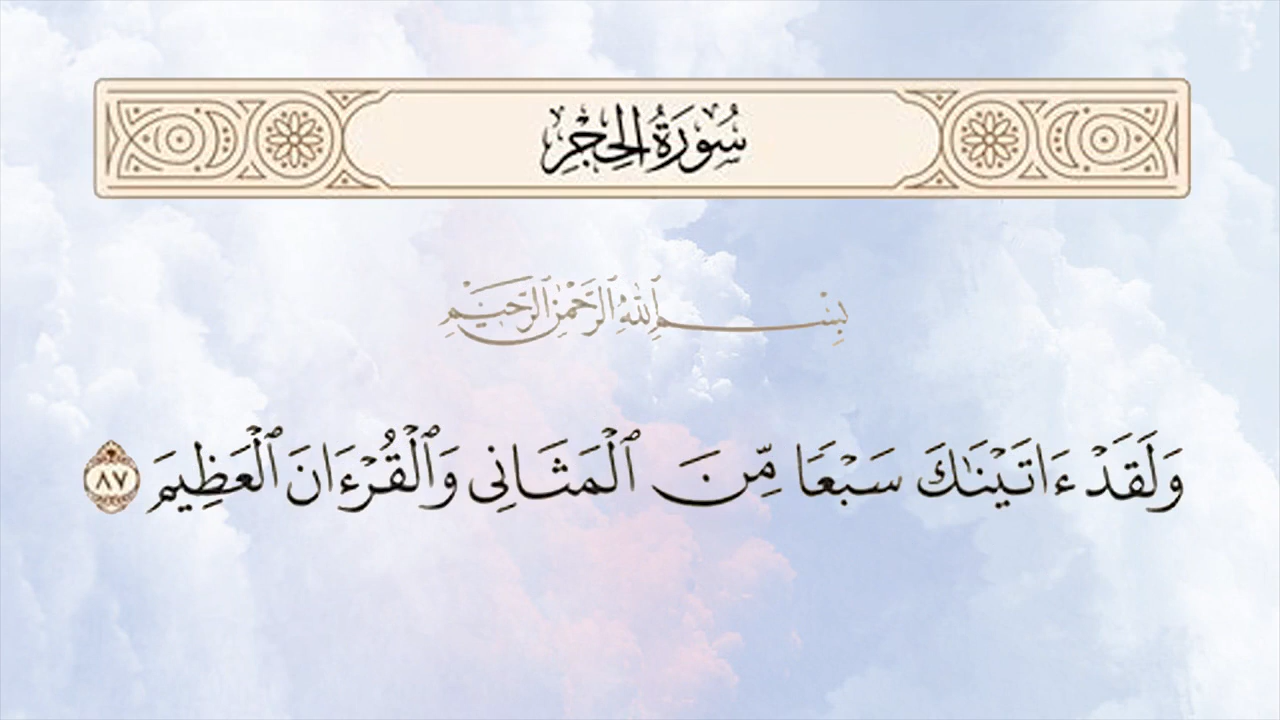 سُورَةُ الحِجْرِ
بِسْمِ ٱللَّهِ ٱلرَّحْمَٰنِ ٱلرَّحِيمِ
وَلَقَدْ ءَاتَيْنَٰكَ سَبْعًا مِّنَ ٱلْمَثَانِى وَٱلْقُرْءَانَ ٱلْعَظِيمَ ٨٧